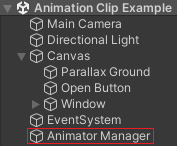 Animation Clip Example
Main Camera
Directional Light
Canvas
Parallax Ground
Open Button
Window
EventSystem
Animator Manager